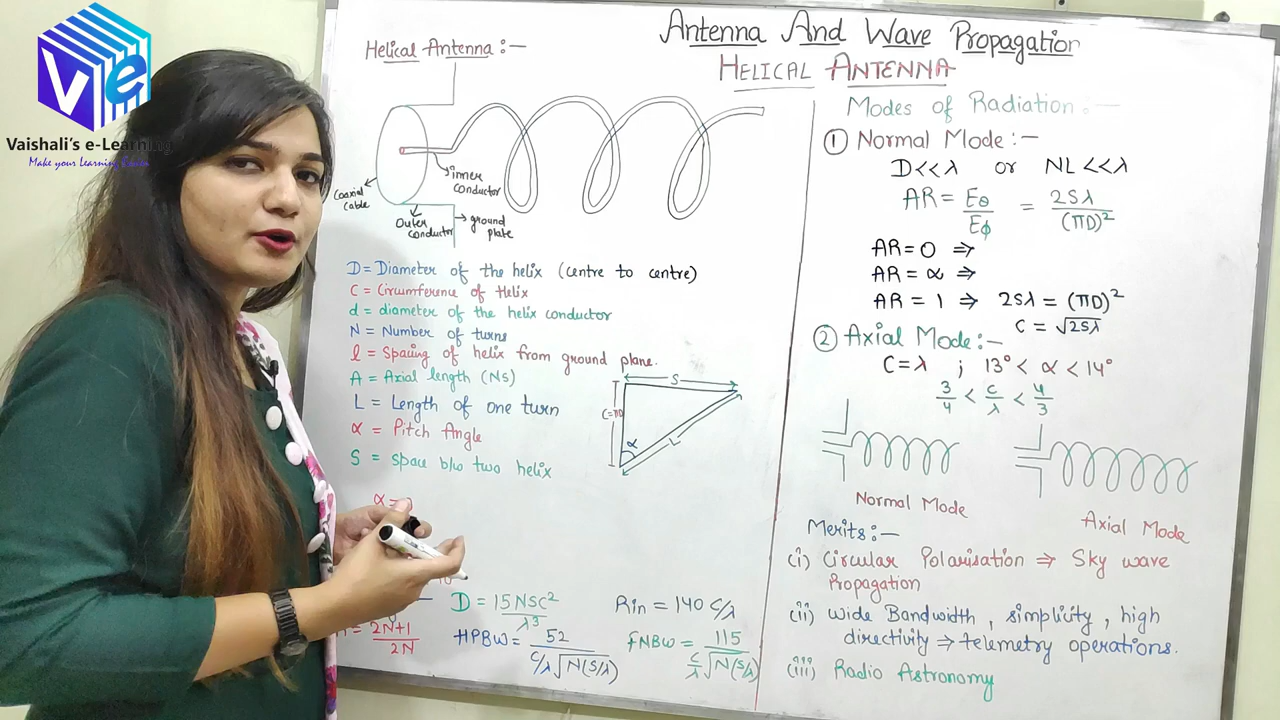 Ve
Vaishali's e-Learning
Make your Learning Easier
Antenna And Wave Propagation
HELICAL ANTENNA
Helical Antenna :-
coaxial cable
inner conductor
Outer conductor
ground plate
D = Diameter of the helix (centre to centre)
C = Circumference of Helix
d = diameter of the helix conductor
N = Number of turns
l = Spacing of helix from ground plane.
A = Axial length (NS)
L = Length of one turn
α = Pitch Angle
S = space b/w two helix
S
C=πD
α
L
α = 
2N+1
2N
D = 15NSC²
λ³
HPBW = 52
C/λ √N(S/λ)
Rin = 140 C/λ
FNBW = 115
C/λ √N(S/λ)
Modes of Radiation :-
① Normal Mode :-
D<<λ or NL<<λ
AR = Eθ/Eϕ = 2Sλ/(πD)²
AR = 0 ⇒
AR = ∝ ⇒
AR = 1 ⇒ 2Sλ = (πD)²
C = √2Sλ
② Axial Mode :-
C = λ ; 13° < α < 14°
3/4 < C/λ < 4/3
Normal Mode
Axial Mode
Merits :-
(i) Circular Polarisation ⇒ Sky wave
Propagation
(ii) Wide Bandwidth, simplicity, high
directivity ⇒ telemetry operations.
(iii) Radio Astronomy